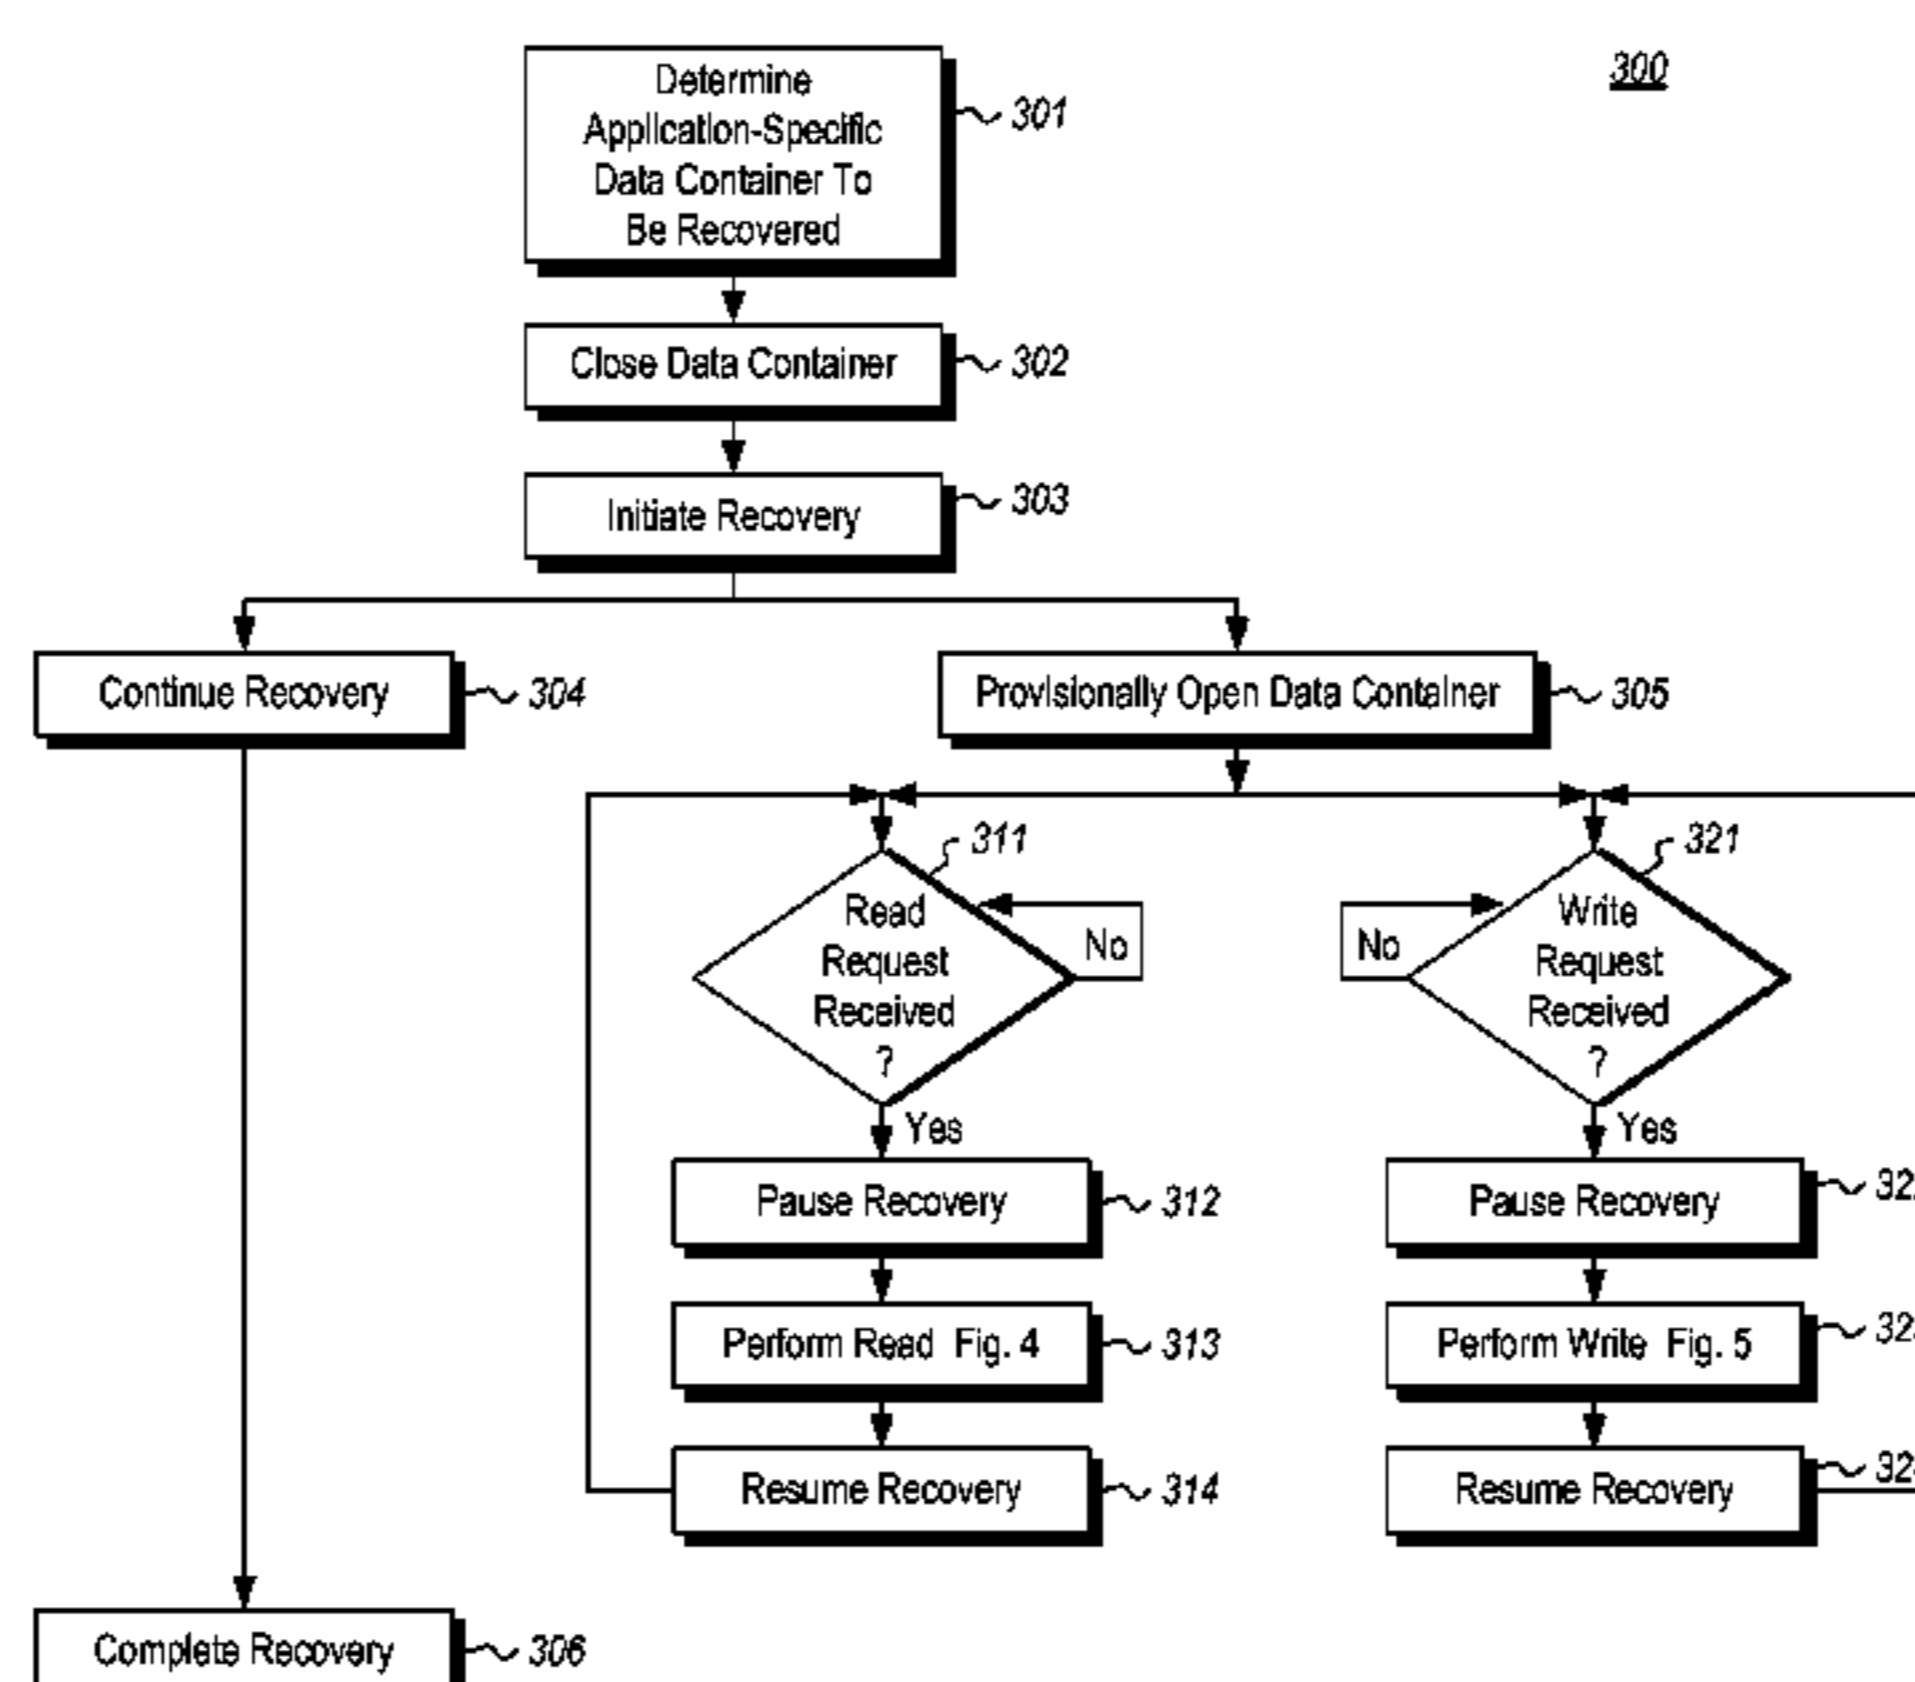 300
Determine
Application-Specific
Data Container To
Be Recovered
301
Close Data Container
302
Initiate Recovery
303
Continue Recovery
304
Provisionally Open Data Container
305
311
Read
Request
Received
?
No
Yes
321
Write
Request
Received
?
No
Yes
Pause Recovery
312
Pause Recovery
Perform Read Fig. 4
313
Perform Write Fig. 5
Resume Recovery
314
Resume Recovery
Complete Recovery
306